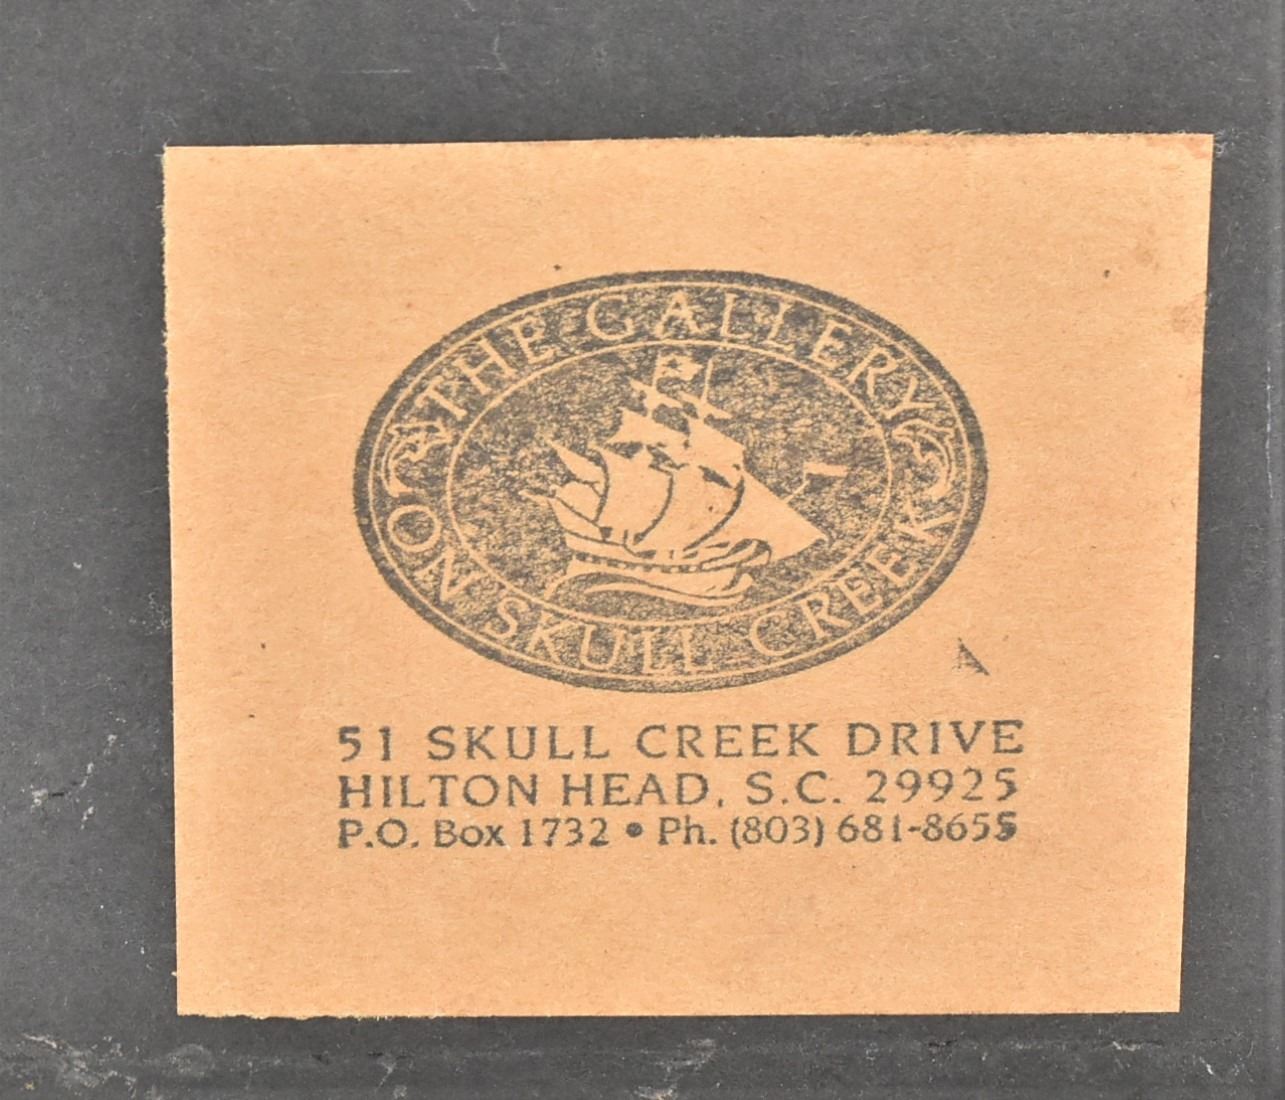 THE GALLERY
ON SKULL CREEK
51 SKULL CREEK DRIVE
HILTON HEAD, S.C. 29925
P.O. Box 1732 • Ph. (803) 681-8655